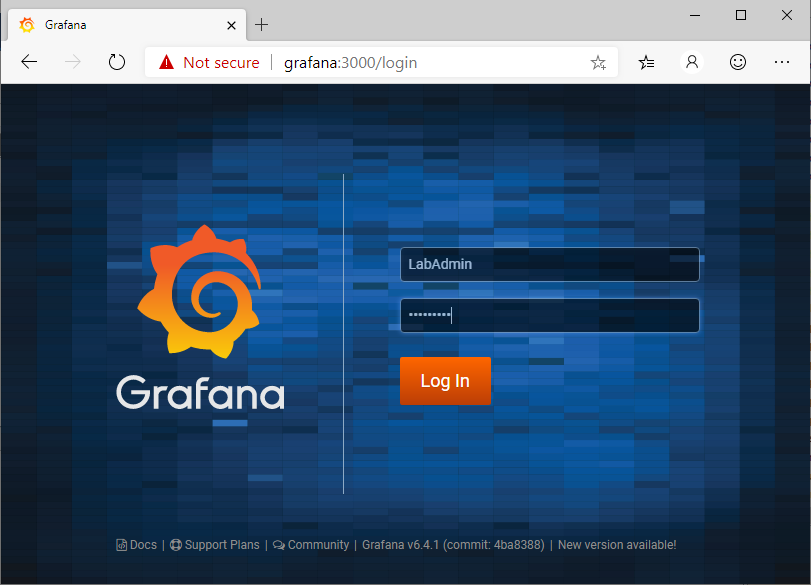 Grafana
Not secure | grafana:3000/login
LabAdmin
•••••••••
Log In
Grafana
Docs | Support Plans | Community | Grafana v6.4.1 (commit: 4ba8388) | New version available!